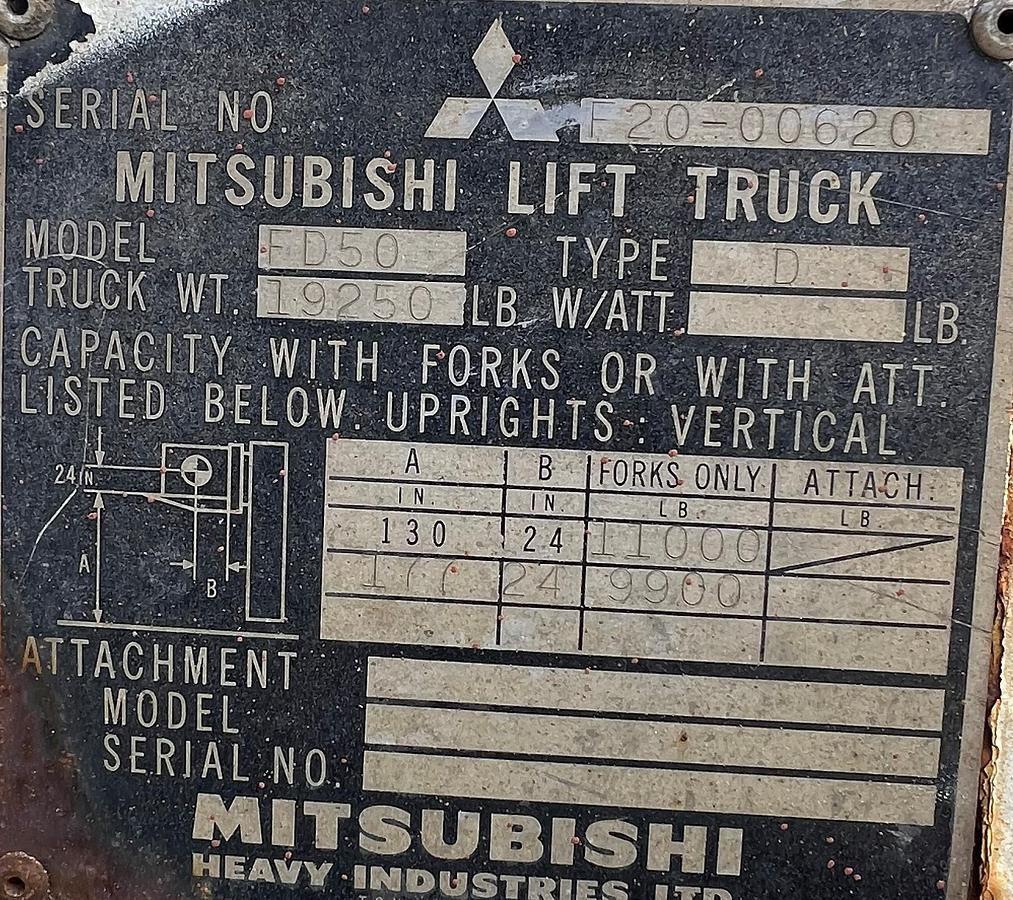 SERIAL NO. F20-00620
MITSUBISHI LIFT TRUCK
MODEL FD50 TYPE D
TRUCK WT. 19250 LB. W/ATT. LB.
CAPACITY WITH FORKS OR WITH ATT.
LISTED BELOW. UPRIGHTS : VERTICAL
24IN.
A
B
A B FORKS ONLY ATTACH.
IN. IN. LB. LB.
130 24 11000
177 24 9900
ATTACHMENT
MODEL
SERIAL NO.
MITSUBISHI
HEAVY INDUSTRIES, LTD.